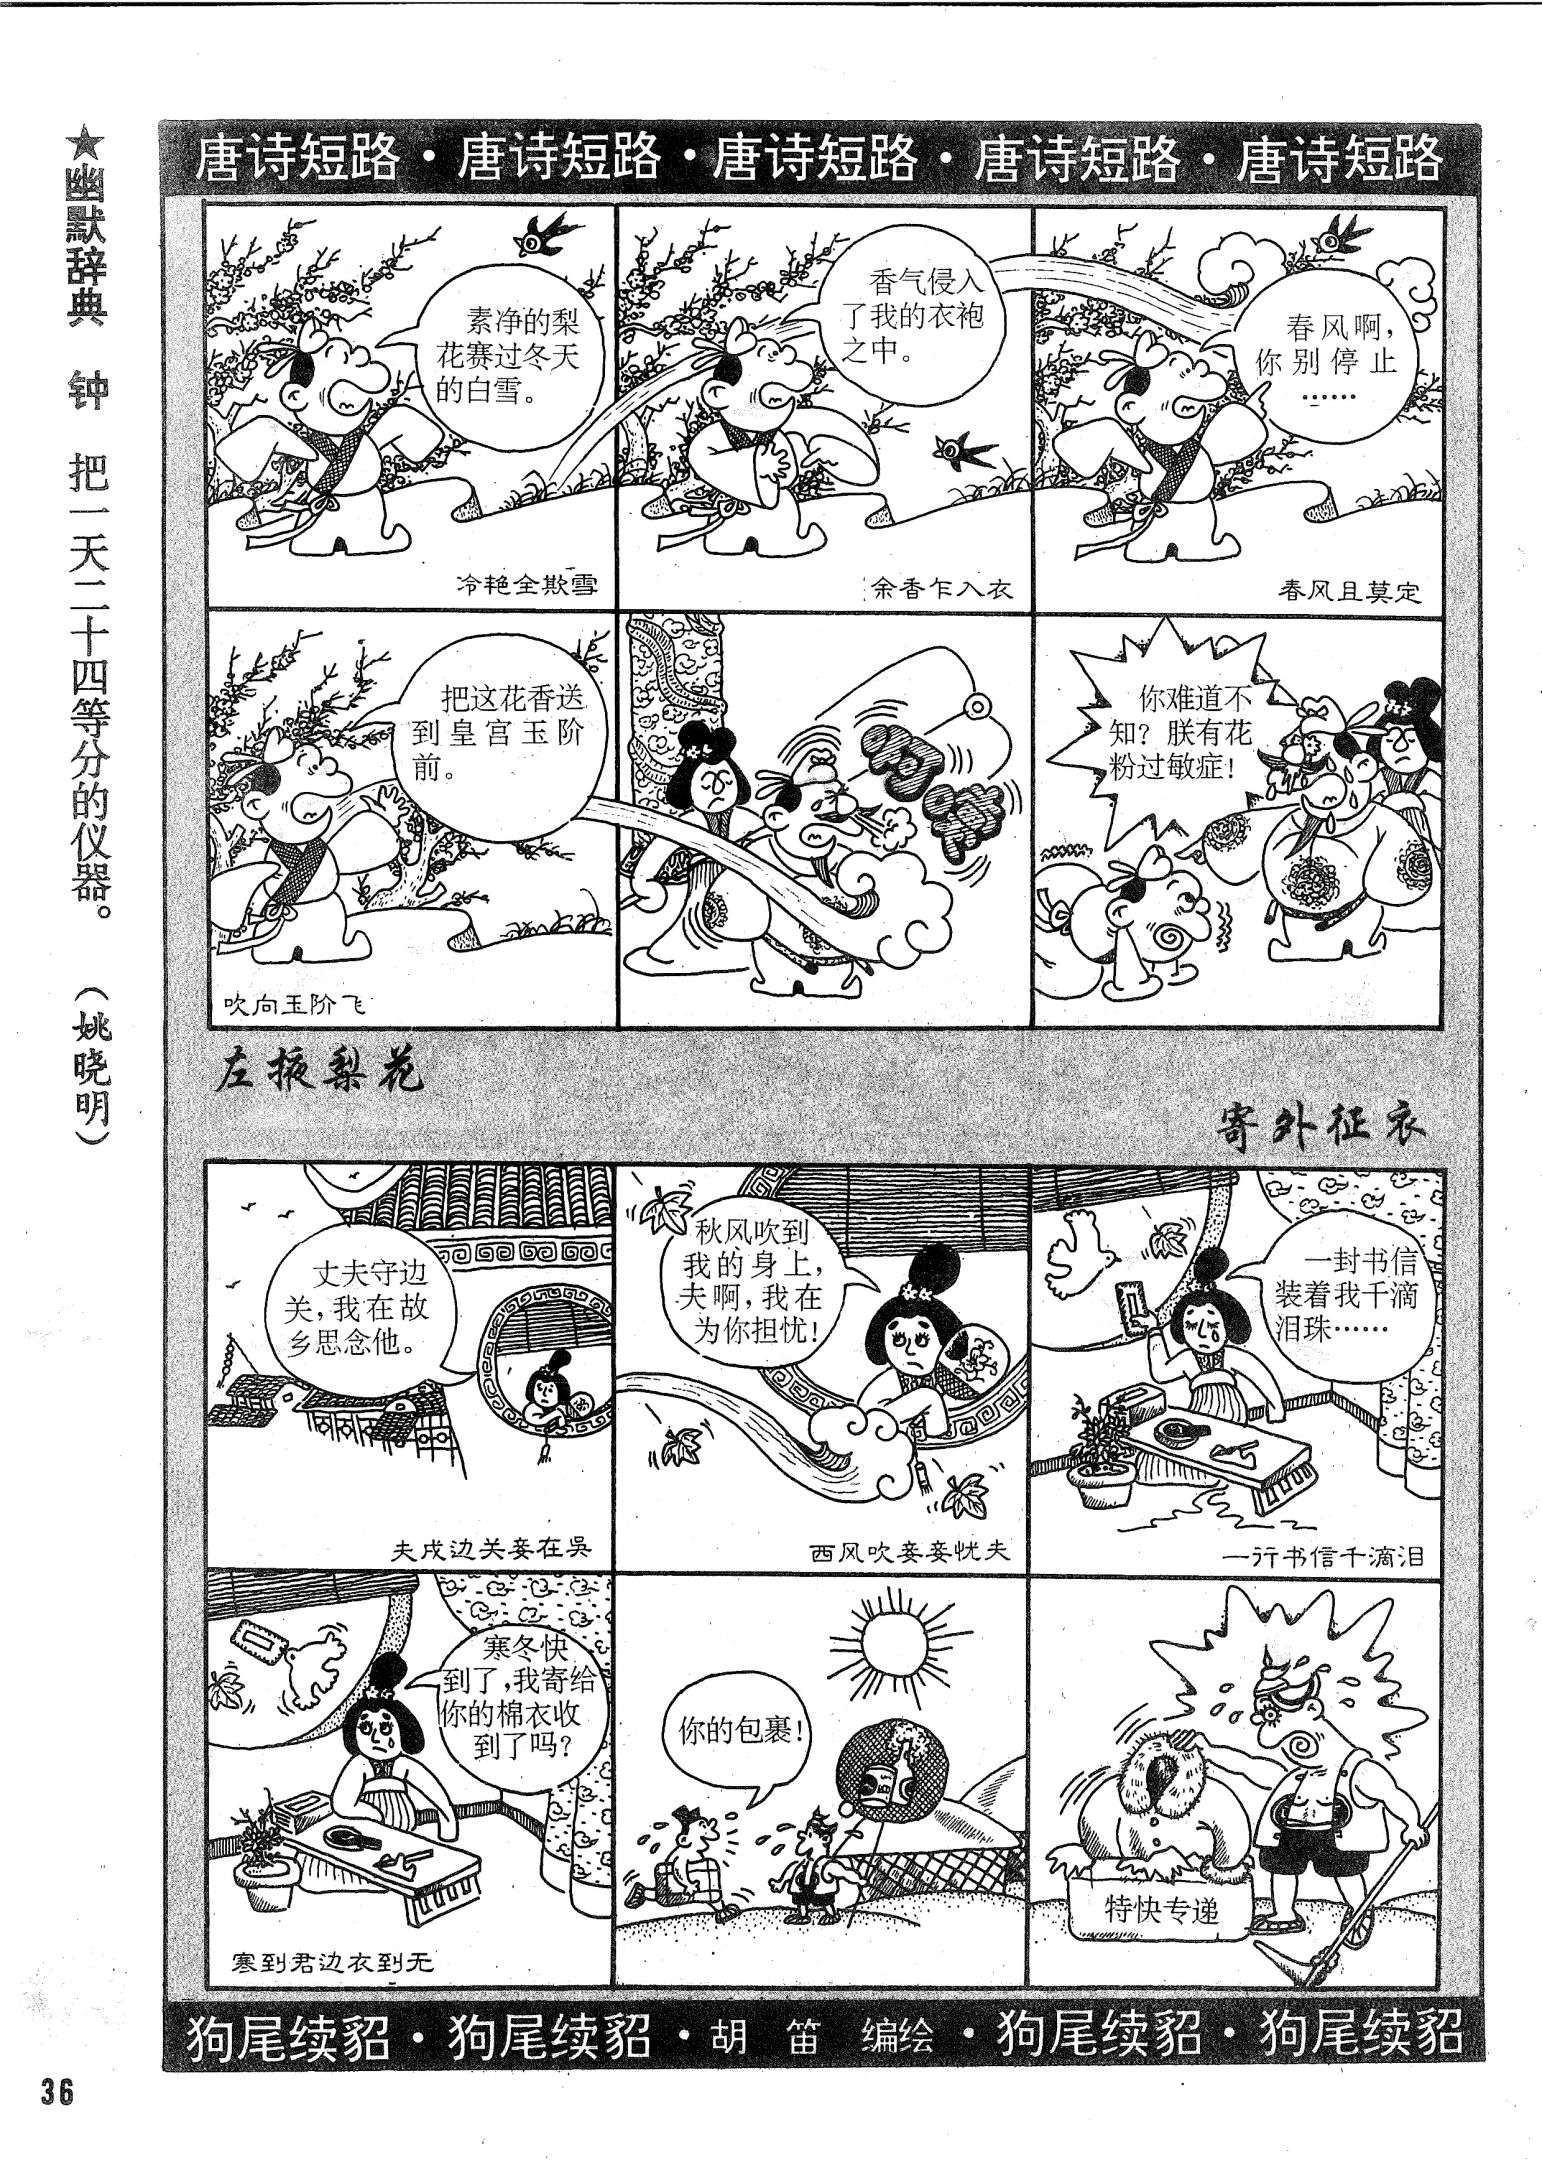 ★幽默辞典 钟 把一天二十四等分的仪器。 （姚晓明）
唐诗短路·唐诗短路·唐诗短路·唐诗短路·唐诗短路
素净的梨
花赛过冬天
的白雪。
冷艳全欺雪
香气侵入
了我的衣袍
之中。
余香乍入衣
春风啊，
你别停止
……
春风且莫定
把这花香送
到皇宫玉阶
前。
吹向玉阶飞
你难道不
知？朕有花
粉过敏症！
左掖梨花
寄外征衣
丈夫守边
关，我在故
乡思念他。
夫戍边关妾在吴
秋风吹到
我的身上，
夫啊，我在
为你担忧！
西风吹妾妾忧夫
一封书信
装着我千滴
泪珠……
一行书信千滴泪
寒冬快
到了，我寄给
你的棉衣收
到了吗？
寒到君边衣到无
你的包裹！
特快专递
狗尾续貂·狗尾续貂·胡笛 编绘·狗尾续貂·狗尾续貂
36